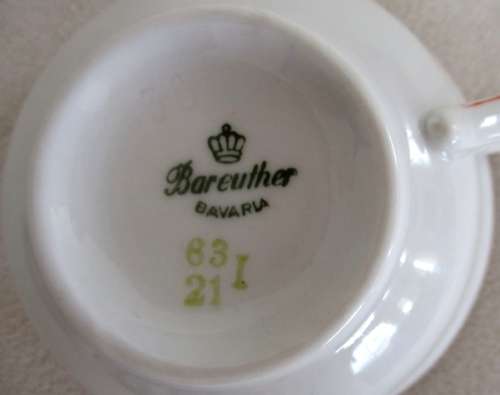 Bareuther
BAVARIA
63
21 I